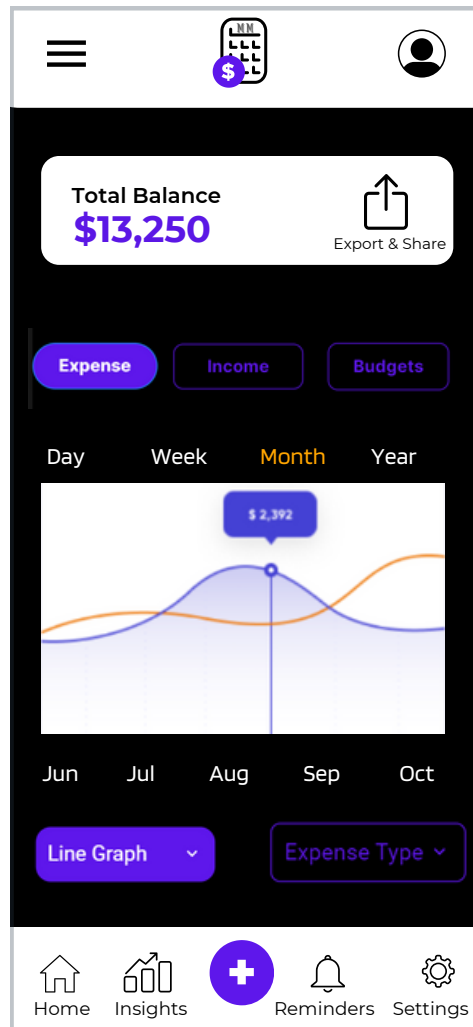 MM
$
Total Balance
$13,250
Export & Share
Expense Income Budgets
Day Week Month Year
$ 2,392
Jun Jul Aug Sep Oct
Line Graph Expense Type
Home Insights Reminders Settings